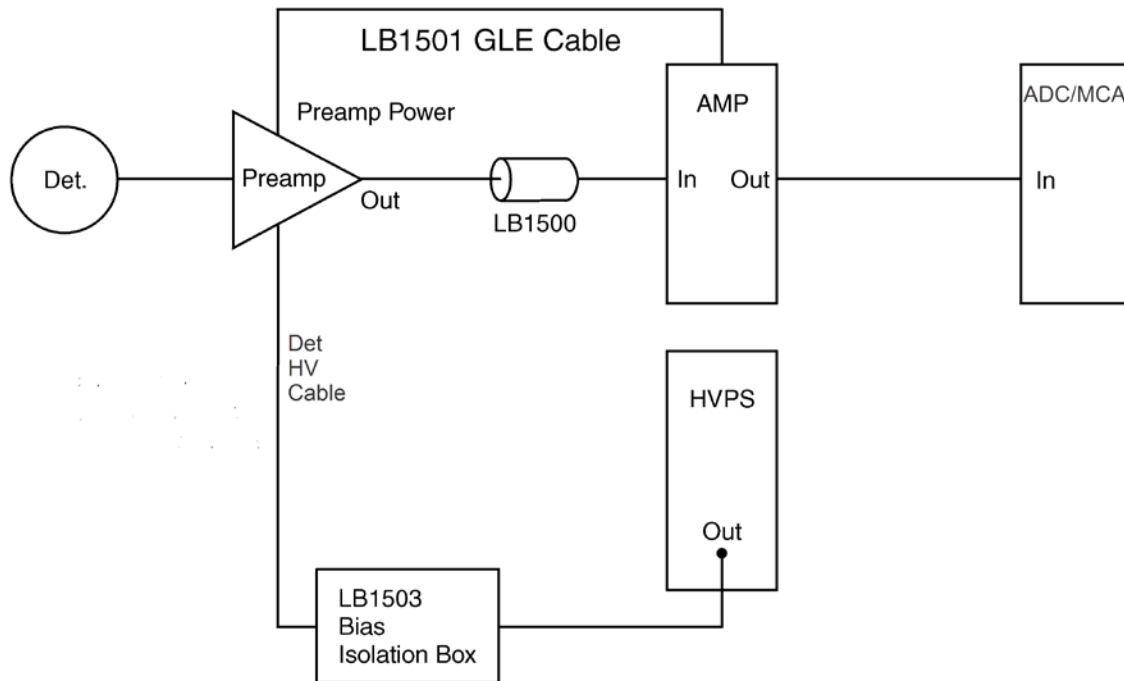 LB1501 GLE Cable
AMP
ADC/MCA
Preamp Power
Det.
Preamp
Out
LB1500
In
Out
In
Det
HV
Cable
HVPS
Out
LB1503
Bias
Isolation Box